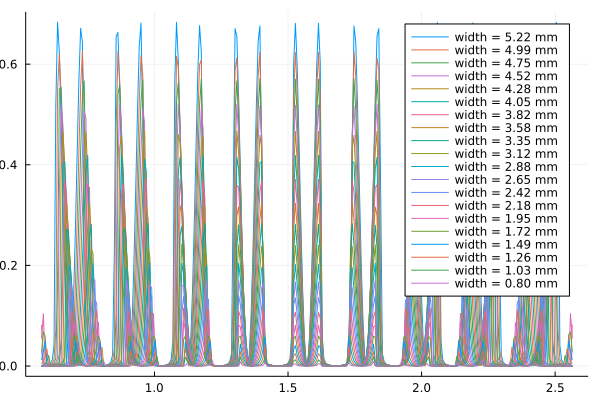 0.6
0.4
0.2
0.0
1.0
1.5
2.0
2.5
width = 5.22 mm
width = 4.99 mm
width = 4.75 mm
width = 4.52 mm
width = 4.28 mm
width = 4.05 mm
width = 3.82 mm
width = 3.58 mm
width = 3.35 mm
width = 3.12 mm
width = 2.88 mm
width = 2.65 mm
width = 2.42 mm
width = 2.18 mm
width = 1.95 mm
width = 1.72 mm
width = 1.49 mm
width = 1.26 mm
width = 1.03 mm
width = 0.80 mm